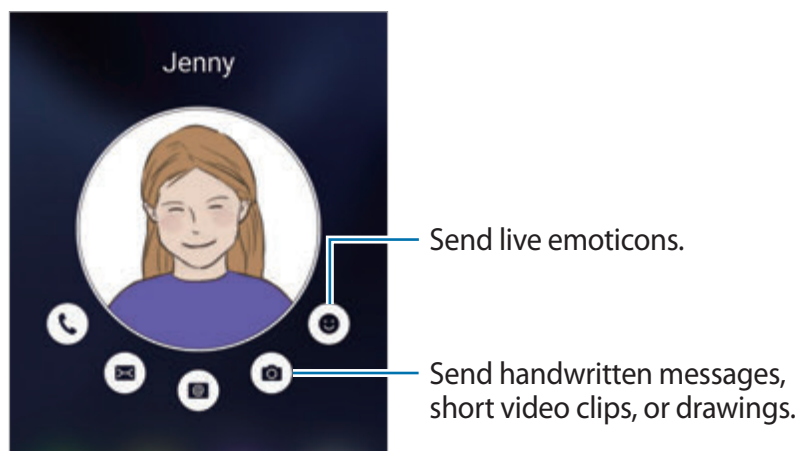 Jenny
Send live emoticons.
Send handwritten messages,
short video clips, or drawings.